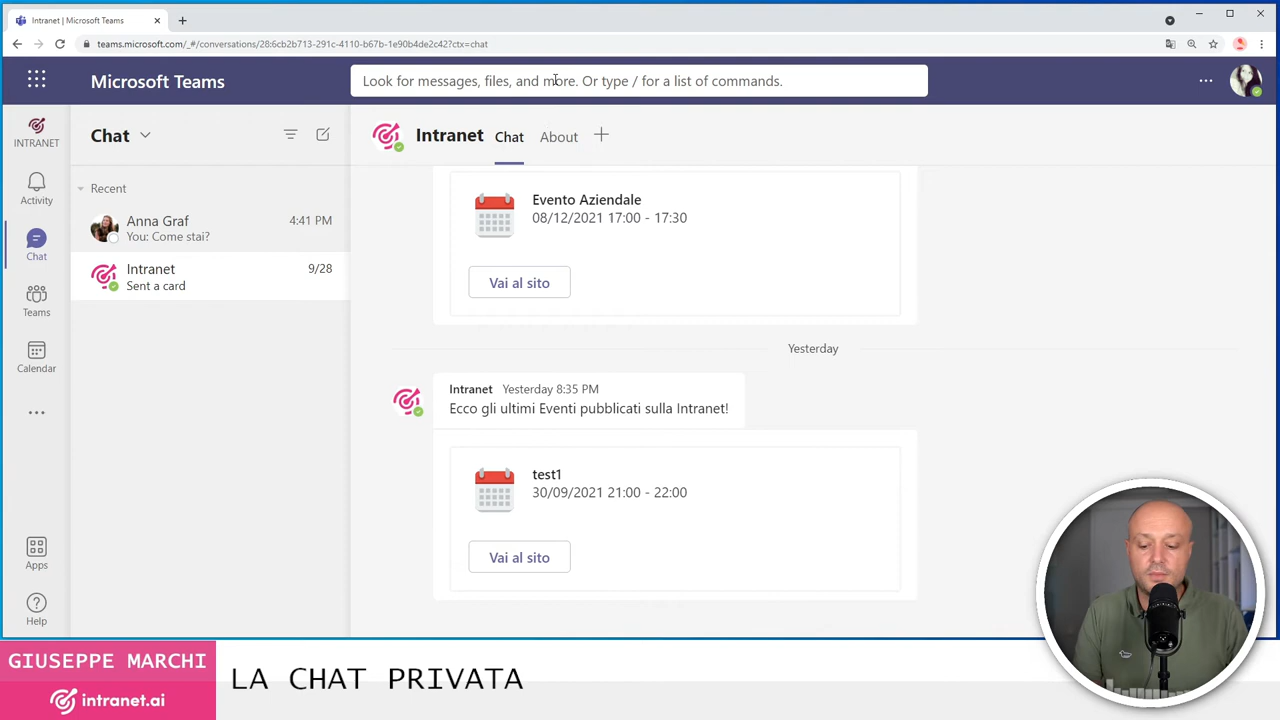 Intranet | Microsoft Teams
teams.microsoft.com/_#/conversations/28:6cb2b713-291c-4110-b67b-1e90b4de2c42?ctx=chat
Microsoft Teams
Look for messages, files, and more. Or type / for a list of commands.
INTRANET
Activity
Chat
Teams
Calendar
Apps
Help
Chat
Recent
Anna Graf 4:41 PM
You: Come stai?
Intranet 9/28
Sent a card
Intranet Chat About
Evento Aziendale
08/12/2021 17:00 - 17:30
Vai al sito
Yesterday
Intranet Yesterday 8:35 PM
Ecco gli ultimi Eventi pubblicati sulla Intranet!
test1
30/09/2021 21:00 - 22:00
Vai al sito
GIUSEPPE MARCHI
intranet.ai
LA CHAT PRIVATA